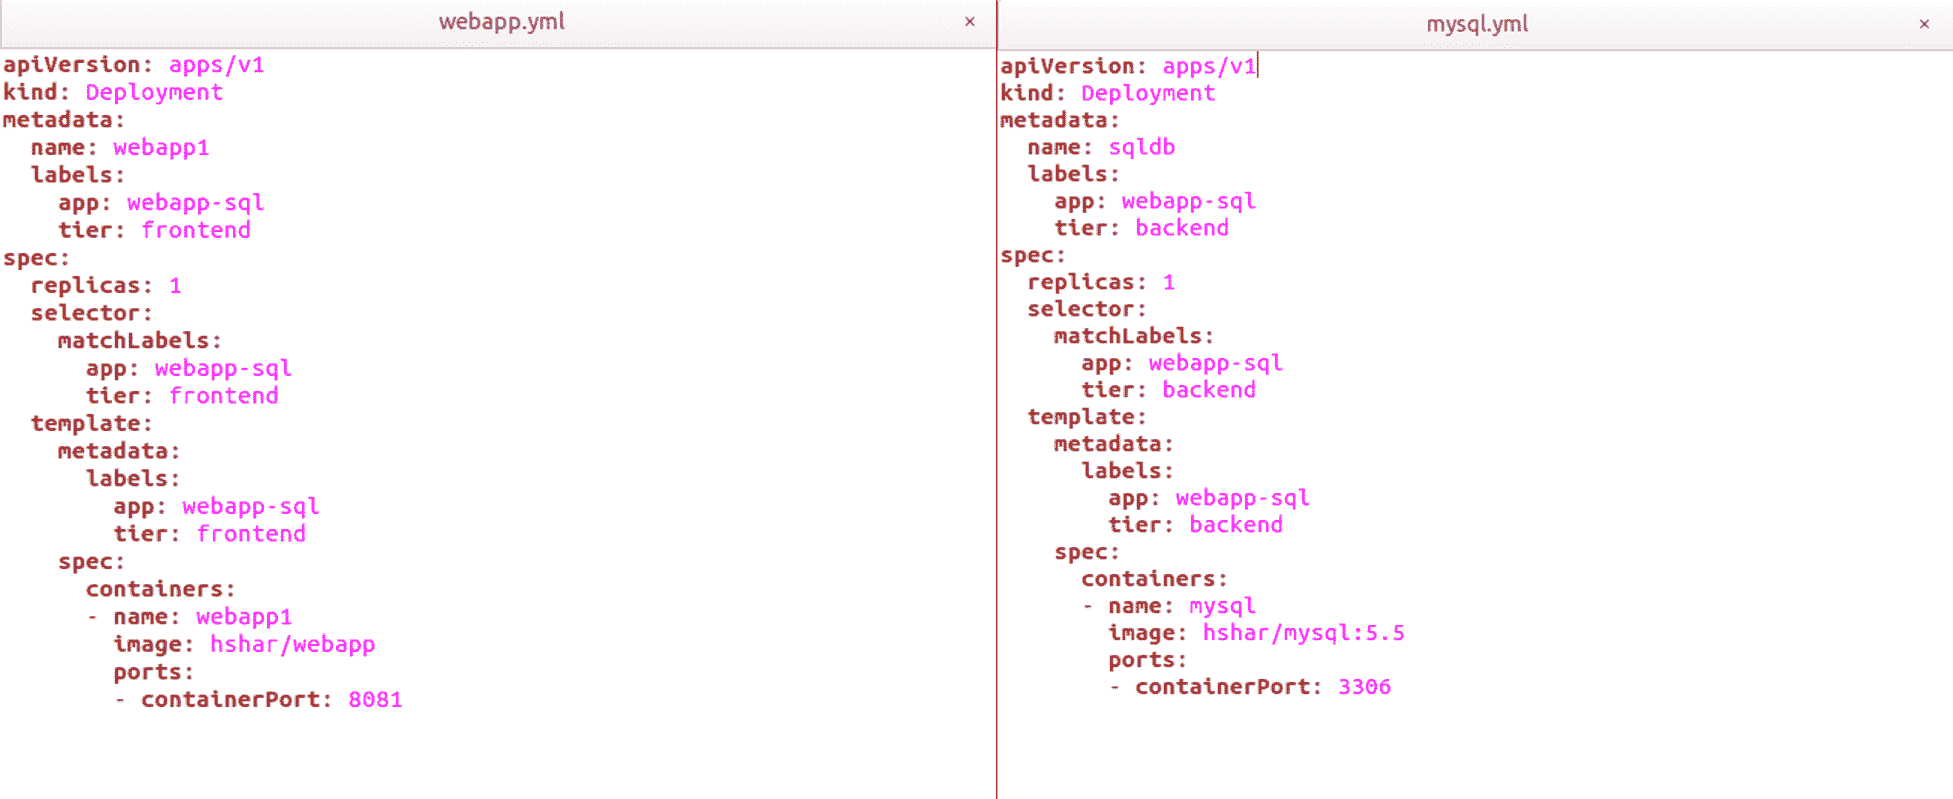 webapp.yml ×
apiVersion: apps/v1
kind: Deployment
metadata:
  name: webapp1
  labels:
    app: webapp-sql
    tier: frontend
spec:
  replicas: 1
  selector:
    matchLabels:
      app: webapp-sql
      tier: frontend
  template:
    metadata:
      labels:
        app: webapp-sql
        tier: frontend
    spec:
      containers:
      - name: webapp1
        image: hshar/webapp
        ports:
        - containerPort: 8081
mysql.yml ×
apiVersion: apps/v1
kind: Deployment
metadata:
  name: sqldb
  labels:
    app: webapp-sql
    tier: backend
spec:
  replicas: 1
  selector:
    matchLabels:
      app: webapp-sql
      tier: backend
  template:
    metadata:
      labels:
        app: webapp-sql
        tier: backend
    spec:
      containers:
      - name: mysql
        image: hshar/mysql:5.5
        ports:
        - containerPort: 3306